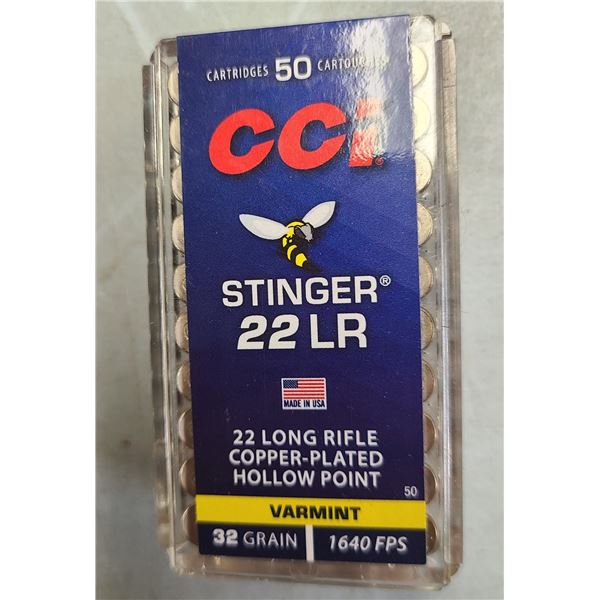 CARTRIDGES 50 CARTOUCHES
CCI
STINGER®
22 LR
MADE IN USA
22 LONG RIFLE
COPPER-PLATED
HOLLOW POINT
50
VARMINT
32 GRAIN 1640 FPS